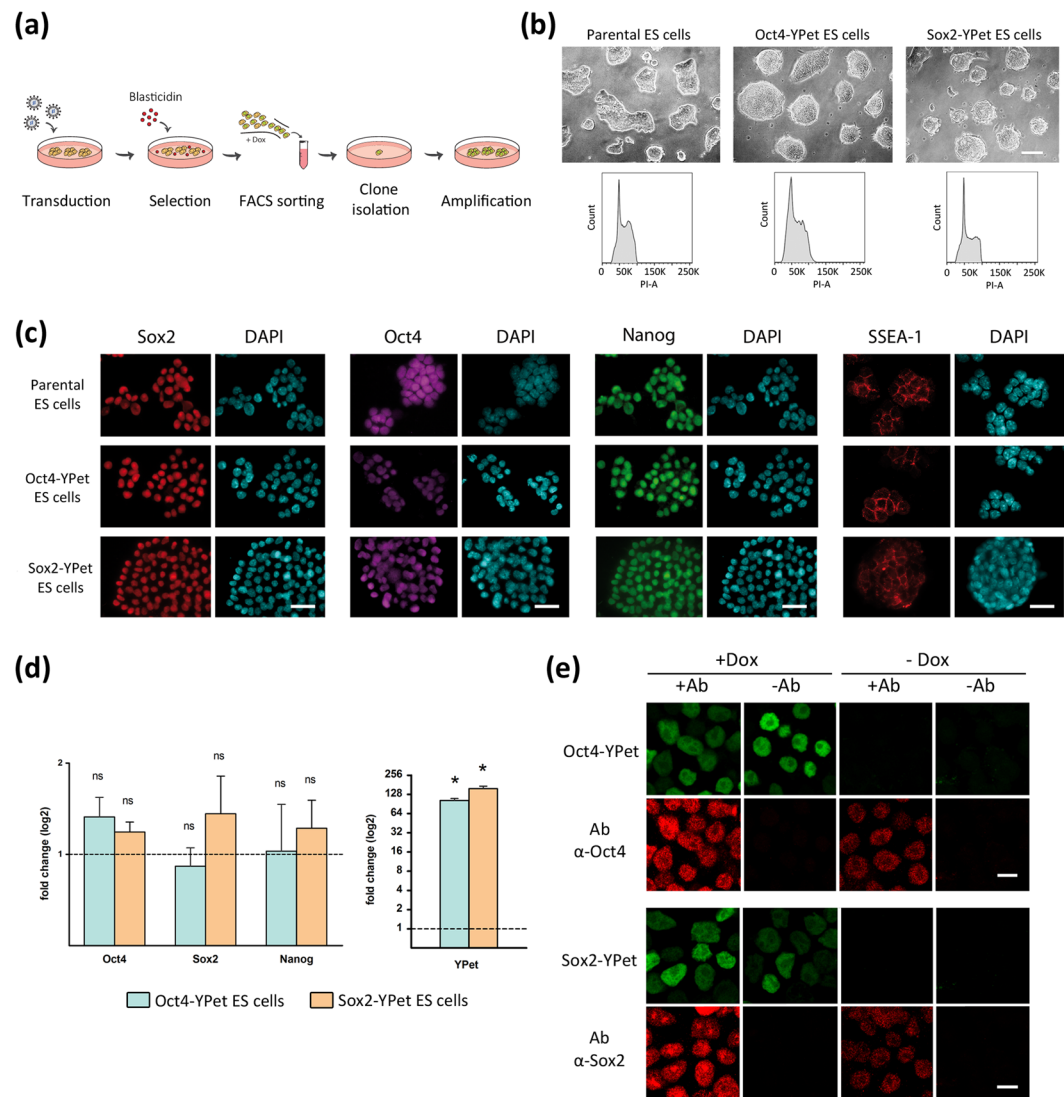 (a)
Blasticidin
+ Dox
Transduction
Selection
FACS sorting
Clone
isolation
Amplification
(b)
Parental ES cells
Oct4-YPet ES cells
Sox2-YPet ES cells
Count
0 50K 150K 250K
PI-A
Count
0 50K 150K 250K
PI-A
Count
0 50K 150K 250K
PI-A
(c)
Sox2 DAPI Oct4 DAPI Nanog DAPI SSEA-1 DAPI
Parental
ES cells
Oct4-YPet
ES cells
Sox2-YPet
ES cells
(d)
fold change (log2)
2
1
ns ns ns ns ns ns
Oct4 Sox2 Nanog
fold change (log2)
256
128
64
32
16
8
4
2
1
* *
YPet
Oct4-YPet ES cells
Sox2-YPet ES cells
(e)
+Dox - Dox
+Ab -Ab +Ab -Ab
Oct4-YPet
Ab
α-Oct4
Sox2-YPet
Ab
α-Sox2